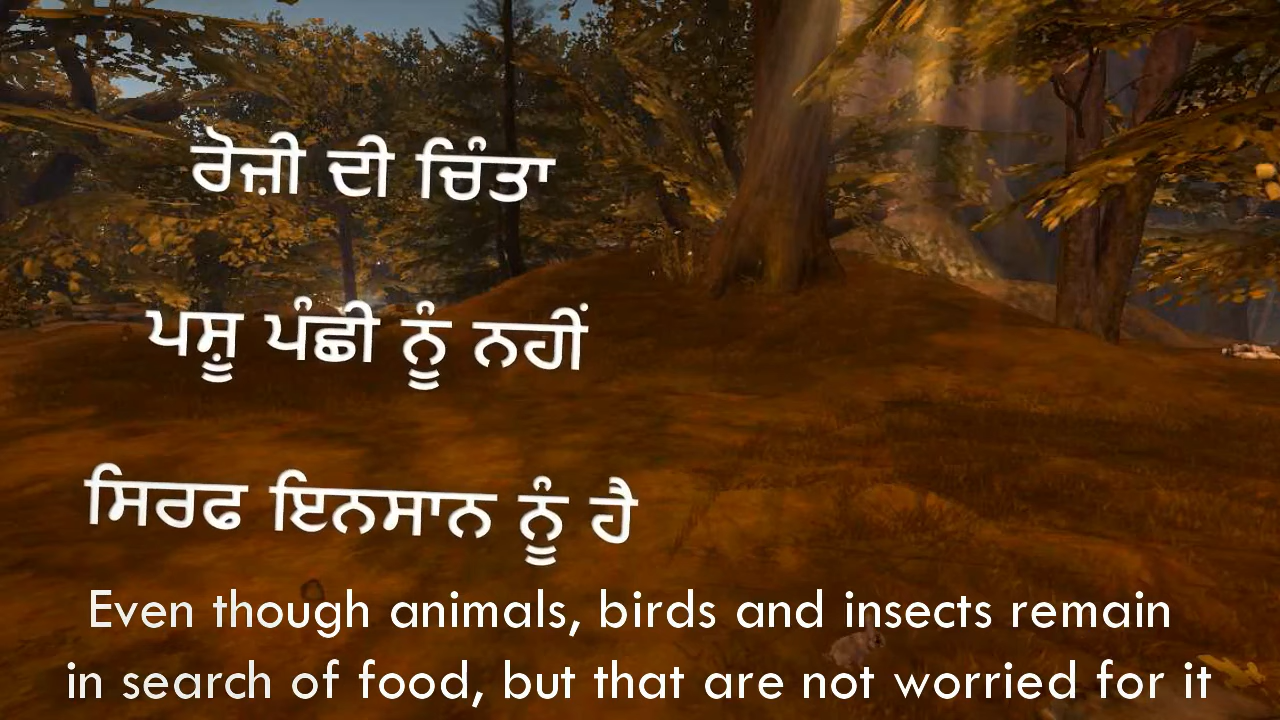 ਰੋਜ਼ੀ ਦੀ ਚਿੰਤਾ
ਪਸ਼ੂ ਪੰਛੀ ਨੂੰ ਨਹੀਂ
ਸਿਰਫ ਇਨਸਾਨ ਨੂੰ ਹੈ
Even though animals, birds and insects remain
in search of food, but that are not worried for it